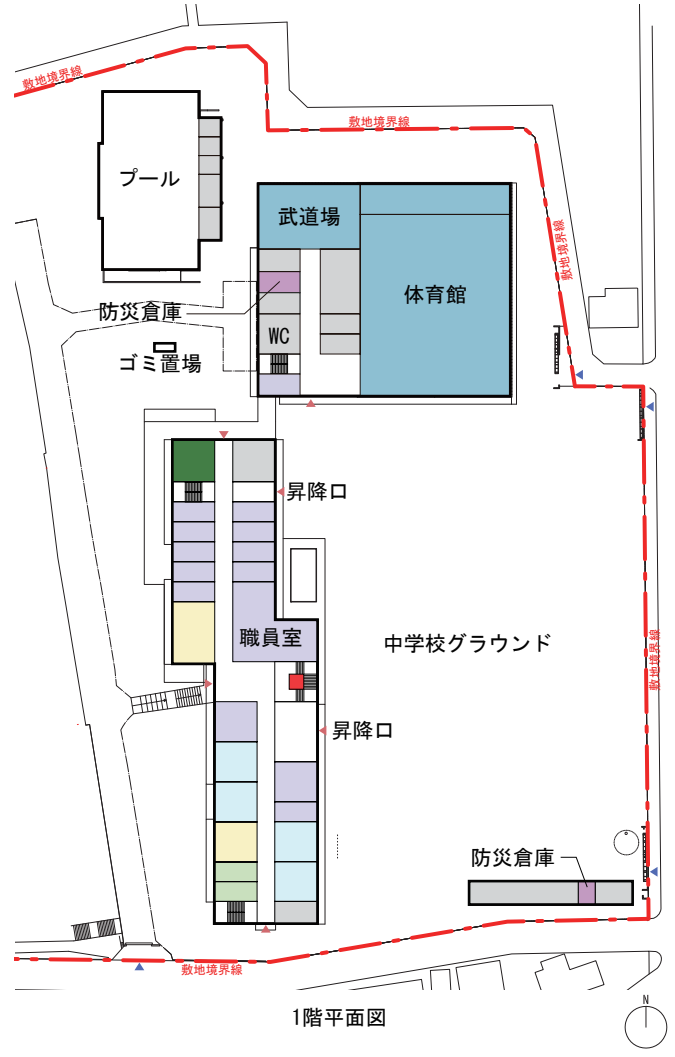 敷地境界線
敷地境界線
プール
武道場
敷地境界線
体育館
防災倉庫
WC
ゴミ置場
昇降口
職員室
中学校グラウンド
敷地境界線
昇降口
防災倉庫
敷地境界線
1階平面図
N